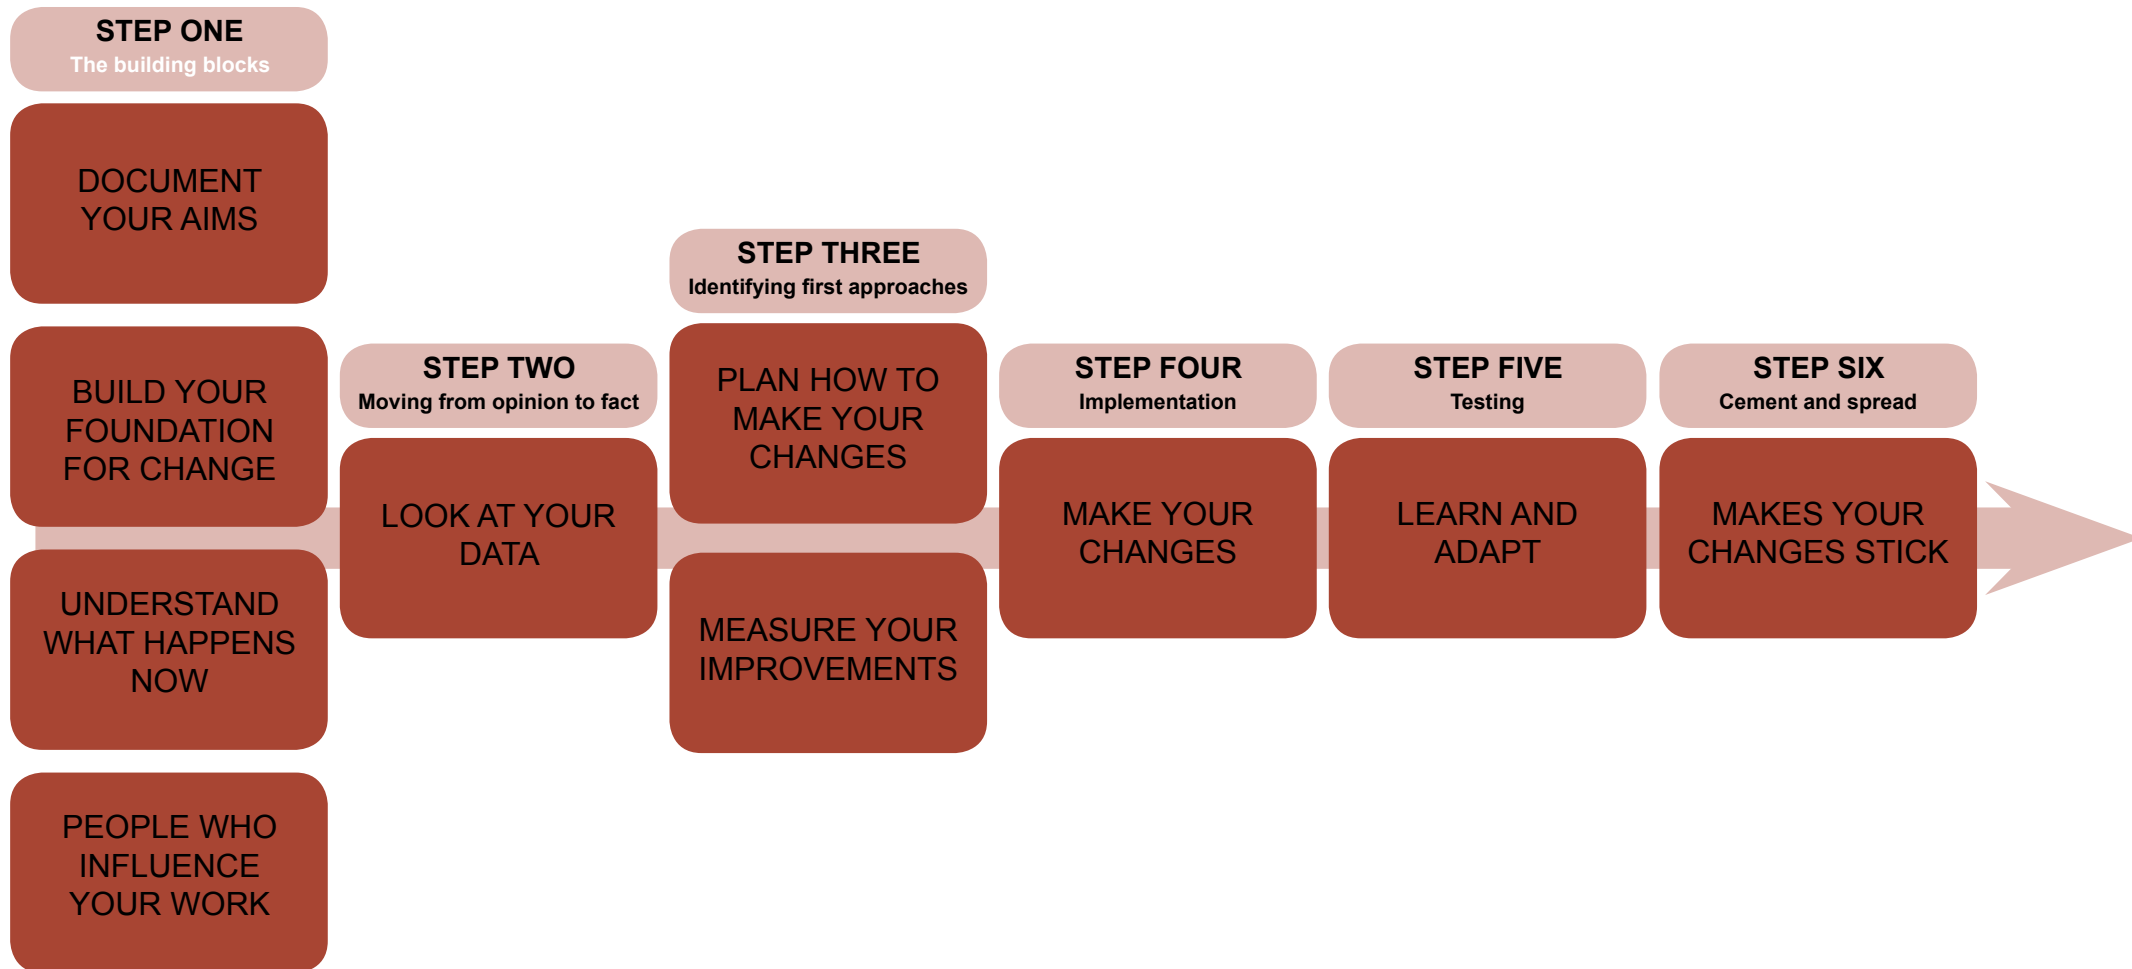 STEP ONE
The building blocks
DOCUMENT
YOUR AIMS
BUILD YOUR
FOUNDATION
FOR CHANGE
UNDERSTAND
WHAT HAPPENS
NOW
PEOPLE WHO
INFLUENCE
YOUR WORK
STEP TWO
Moving from opinion to fact
LOOK AT YOUR
DATA
STEP THREE
Identifying first approaches
PLAN HOW TO
MAKE YOUR
CHANGES
MEASURE YOUR
IMPROVEMENTS
STEP FOUR
Implementation
MAKE YOUR
CHANGES
STEP FIVE
Testing
LEARN AND
ADAPT
STEP SIX
Cement and spread
MAKES YOUR
CHANGES STICK